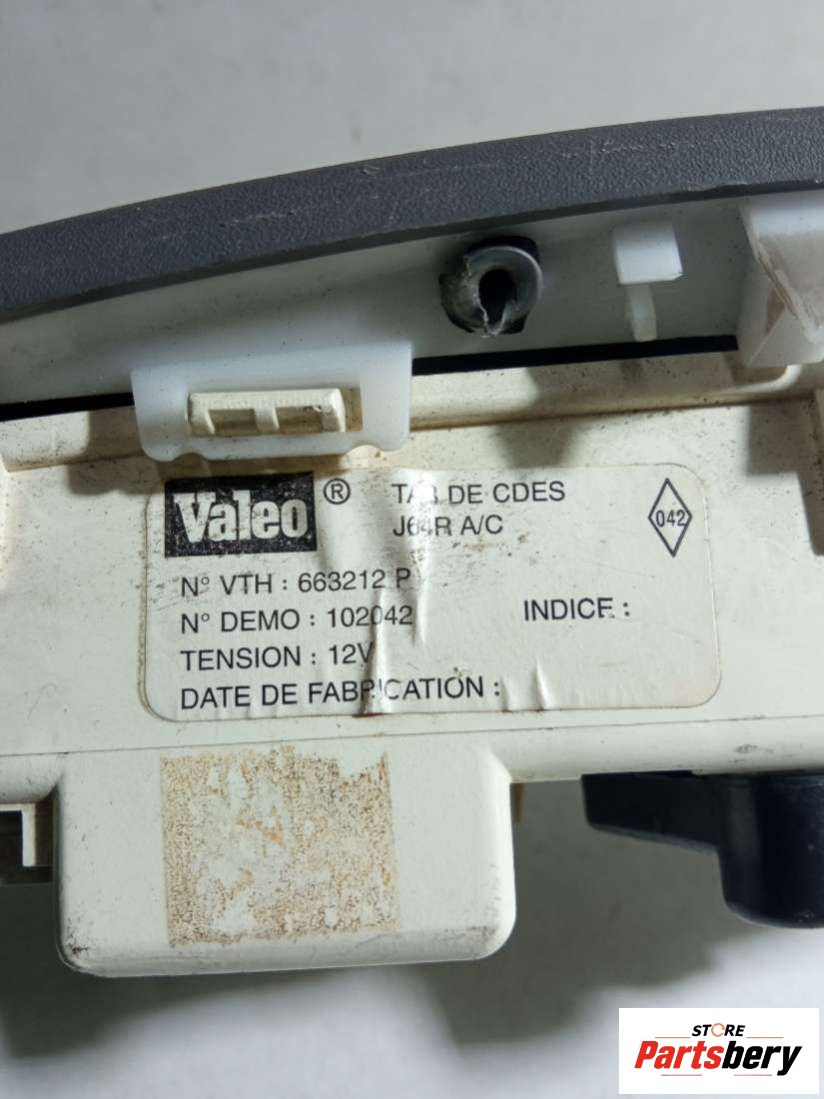 Valeo ® TAB DE CDES
J64R A/C
042
N° VTH : 663212 P
N° DEMO : 102042 INDICE :
TENSION : 12V
DATE DE FABRICATION :
STORE
Partsbery